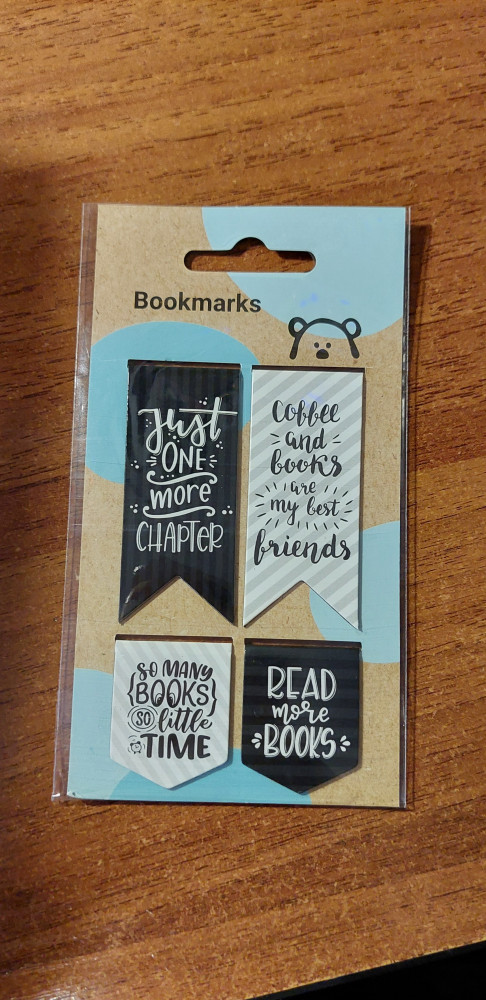 Bookmarks
just
ONE
more
CHAPTER
Coffee
and
books
are
my best
friends
SO MANY
{BOOKS}
SO little
TIME
READ
more
BOOKS